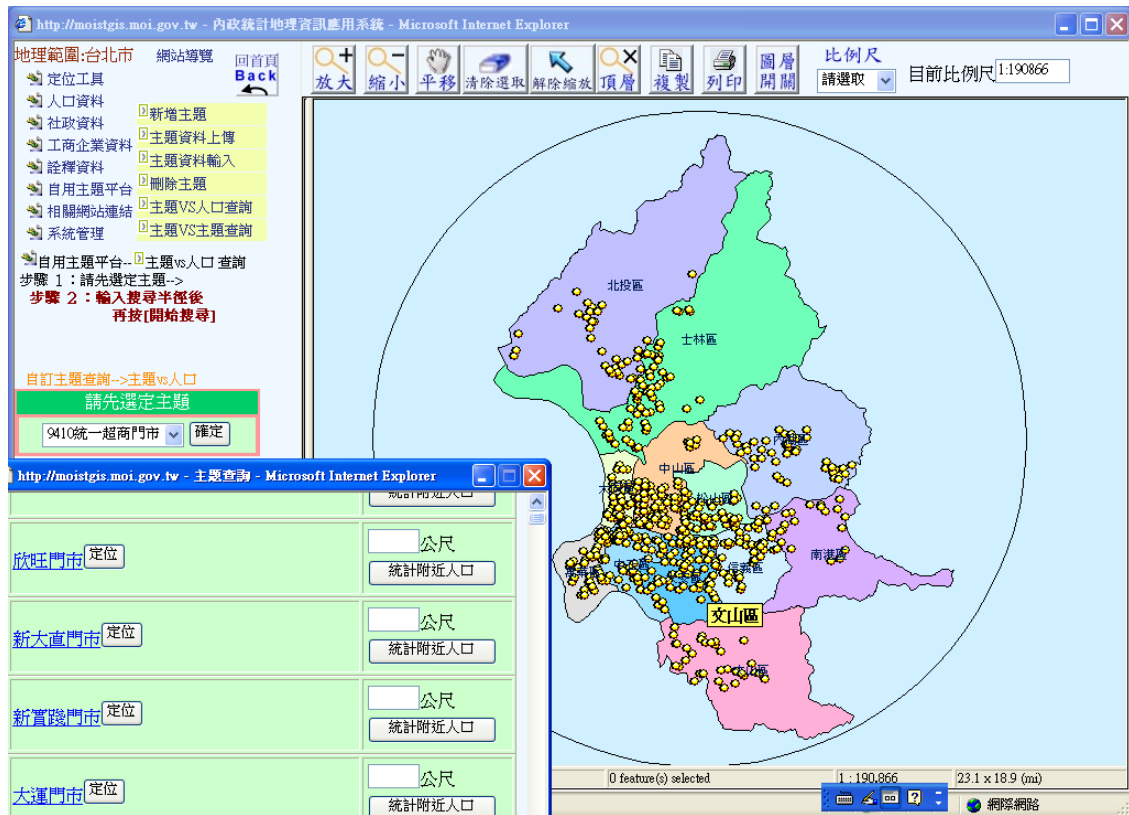 http://moistgis.moi.gov.tw - 內政統計地理資訊應用系統 - Microsoft Internet Explorer
地理範圍:台北市
網站導覽
回首頁
Back
定位工具
人口資料
社政資料
工商企業資料
詮釋資料
自用主題平台
相關網站連結
系統管理
新增主題
主題資料上傳
主題資料輸入
刪除主題
主題VS人口查詢
主題VS主題查詢
放大
縮小
平移
清除選取
解除縮放
頂層
複製
列印
圖層
開關
比例尺
請選取
目前比例尺 1:190866
自用主題平台--主題vs人口 查詢
步驟 1：請先選定主題-->
步驟 2：輸入搜尋半徑後
再按[開始搜尋]
自訂主題查詢-->主題vs人口
請先選定主題
9410統一超商門市 確定
北投區
士林區
內湖區
中山區
松山區
南港區
信義區
文山區
http://moistgis.moi.gov.tw - 主題查詢 - Microsoft Internet Explorer
統計附近人口
欣旺門市 定位
公尺
統計附近人口
新大直門市 定位
公尺
統計附近人口
新實踐門市 定位
公尺
統計附近人口
大運門市 定位
公尺
統計附近人口
0 feature(s) selected
1 : 190,866
23.1 x 18.9 (mi)
網際網路